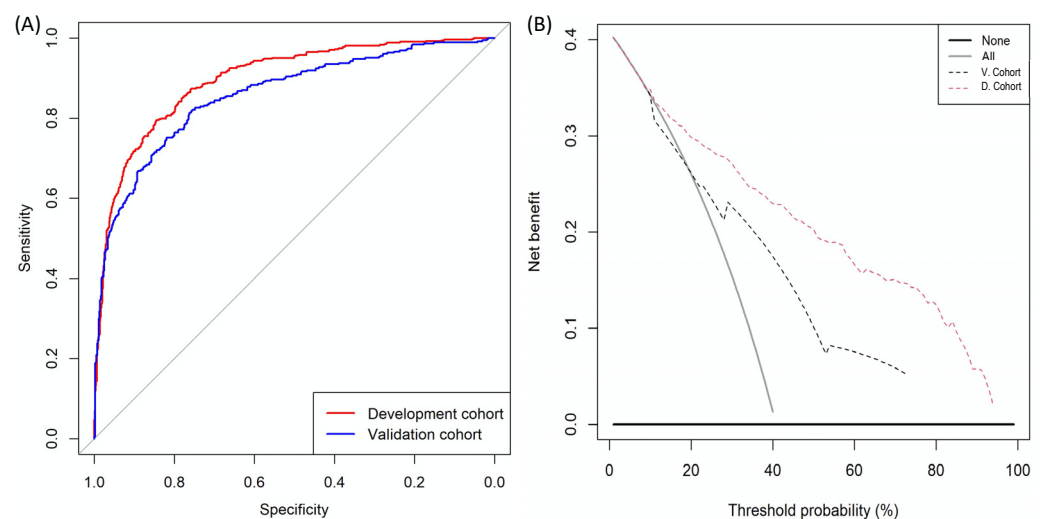 (A)
1.0
0.8
0.6
0.4
0.2
0.0
Sensitivity
1.0 0.8 0.6 0.4 0.2 0.0
Specificity
Development cohort
Validation cohort
(B)
0.4
0.3
0.2
0.1
0.0
Net benefit
0 20 40 60 80 100
Threshold probability (%)
None
All
V. Cohort
D. Cohort